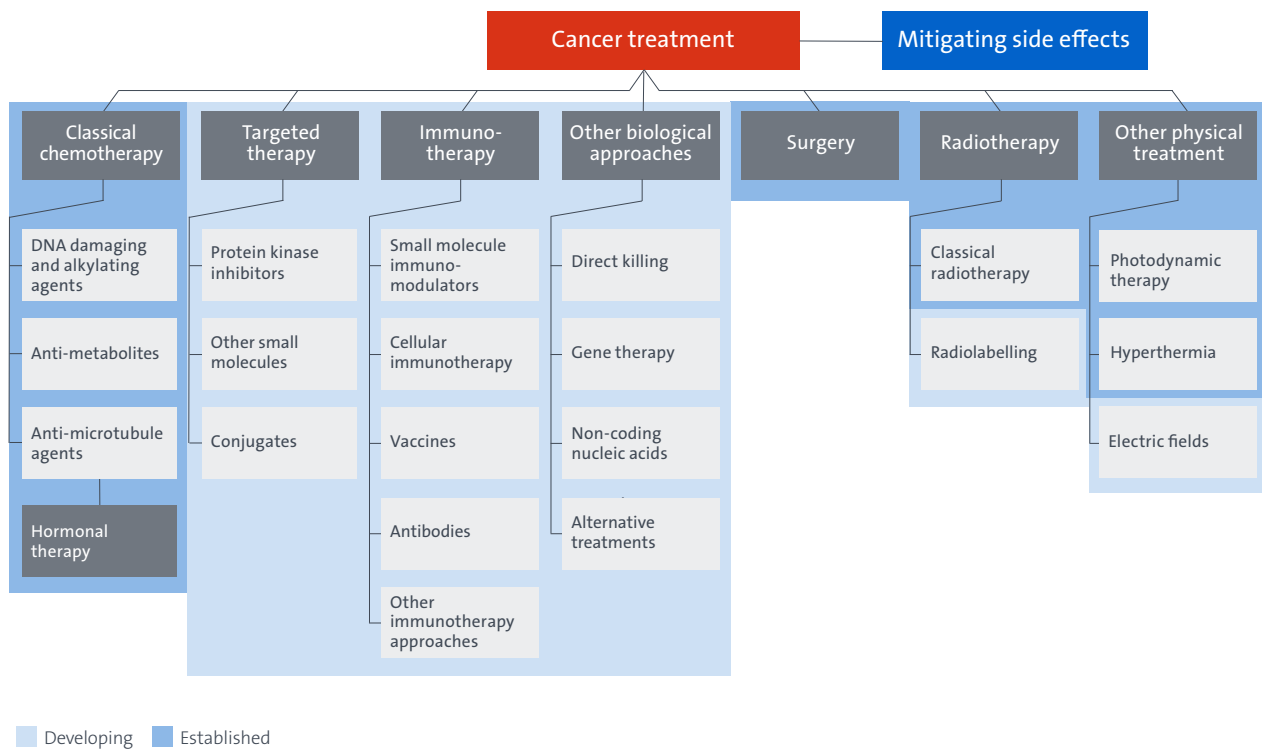 Cancer treatment
Mitigating side effects
Classical
chemotherapy
Targeted
therapy
Immuno-
therapy
Other biological
approaches
Surgery
Radiotherapy
Other physical
treatment
DNA damaging
and alkylating
agents
Anti-metabolites
Anti-microtubule
agents
Hormonal
therapy
Protein kinase
inhibitors
Other small
molecules
Conjugates
Small molecule
immuno-
modulators
Cellular
immunotherapy
Vaccines
Antibodies
Other
immunotherapy
approaches
Direct killing
Gene therapy
Non-coding
nucleic acids
Alternative
treatments
Classical
radiotherapy
Radiolabelling
Photodynamic
therapy
Hyperthermia
Electric fields
Developing
Established